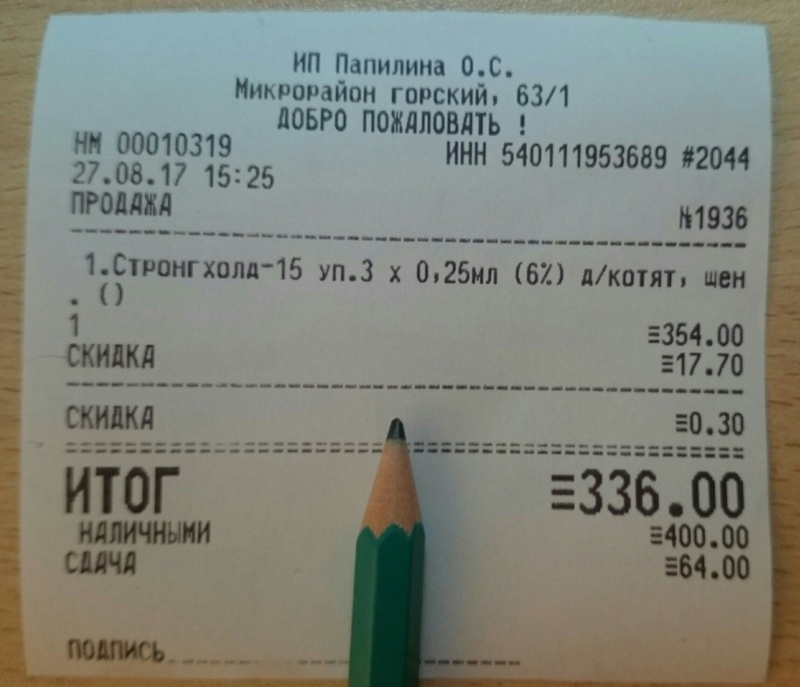 ИП Папилина О.С.
Микрорайон горский, 63/1
ДОБРО ПОЖАЛОВАТЬ !
НМ 00010319 ИНН 540111953689 #2044
27.08.17 15:25
ПРОДАЖА №1936
1.Стронгхолд-15 уп.3 х 0,25мл (6%) д/котят, щен
. ()
1 ≡354.00
СКИДКА ≡17.70
СКИДКА ≡0.30
ИТОГ ≡336.00
НАЛИЧНЫМИ ≡400.00
СДАЧА ≡64.00
ПОДПИСЬ